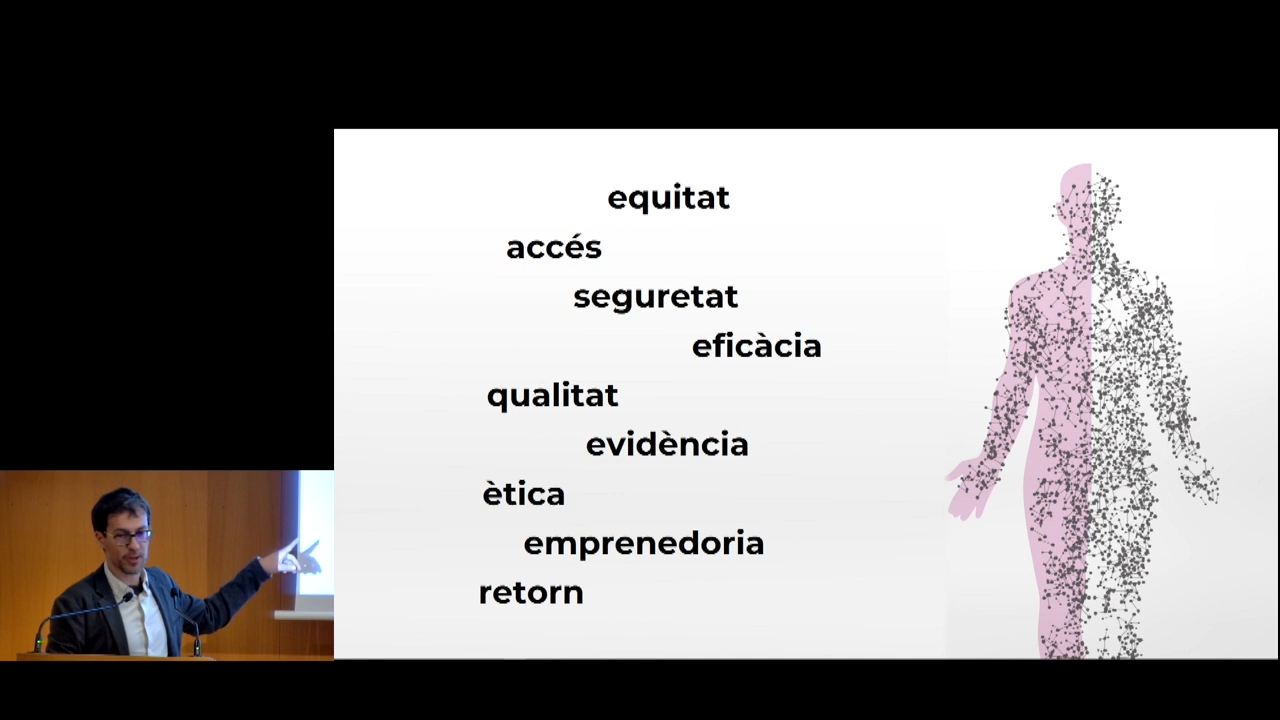 equitat
accés
seguretat
eficàcia
qualitat
evidència
ètica
emprenedoria
retorn